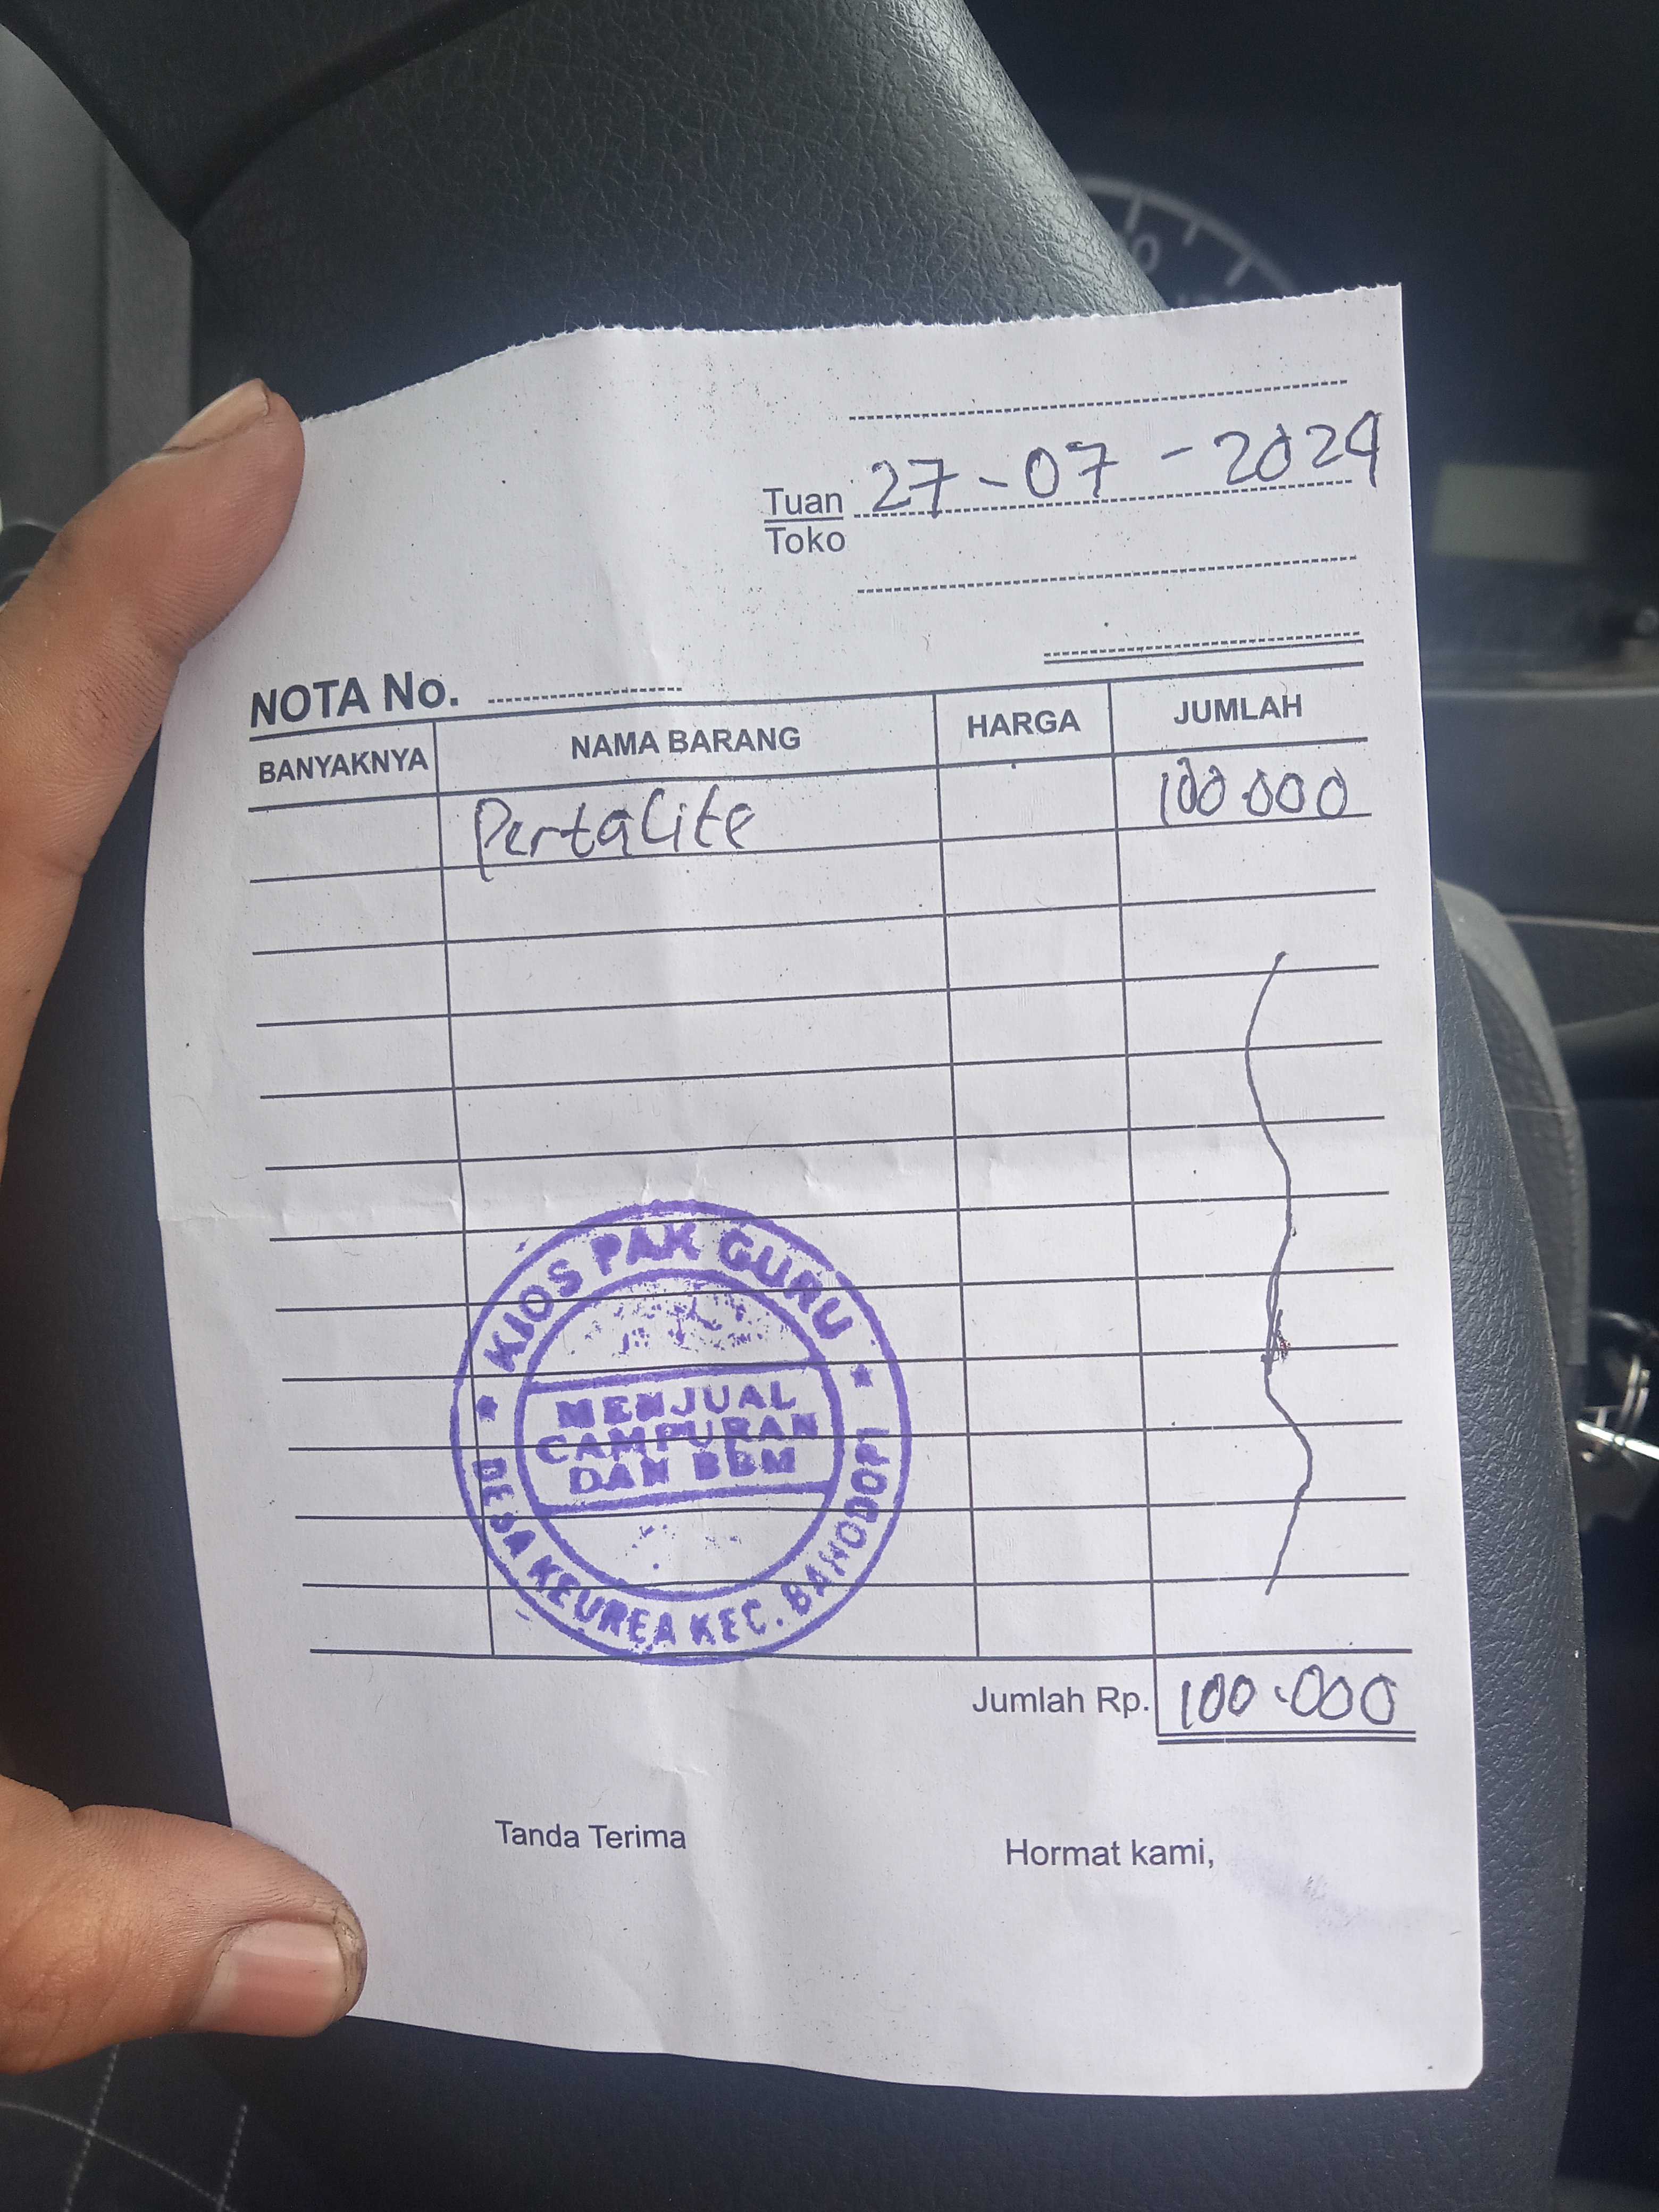 Tuan 27-07-2024
Toko
NOTA No.
BANYAKNYA NAMA BARANG HARGA JUMLAH
Pertalite 100.000
KIOS PAK GURU
MENJUAL
CAMPURAN
DAN BBM
DESA KEUREA KEC. BAHODOPI
Jumlah Rp. 100.000
Tanda Terima Hormat kami,